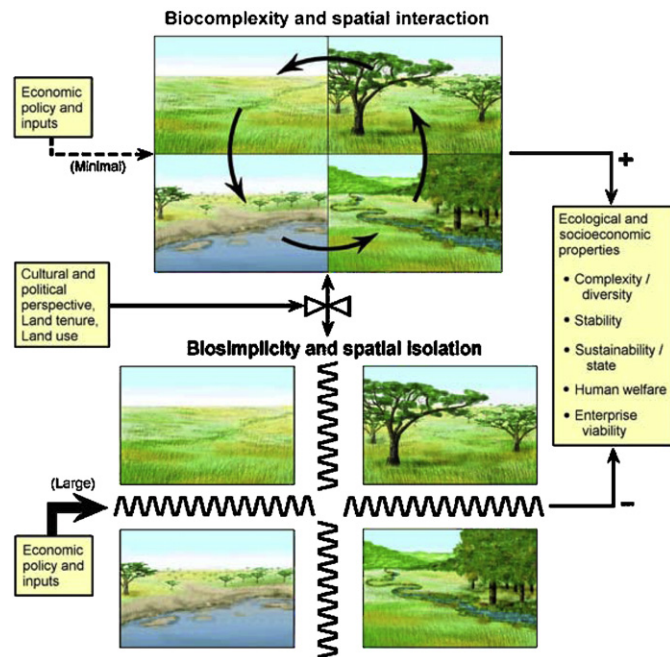 Biocomplexity and spatial interaction
Economic
policy and
inputs
(Minimal)
+
Ecological and
socioeconomic
properties
• Complexity /
diversity
• Stability
• Sustainability /
state
• Human welfare
• Enterprise
viability
Cultural and
political
perspective,
Land tenure,
Land use
Biosimplicity and spatial isolation
(Large)
–
Economic
policy and
inputs